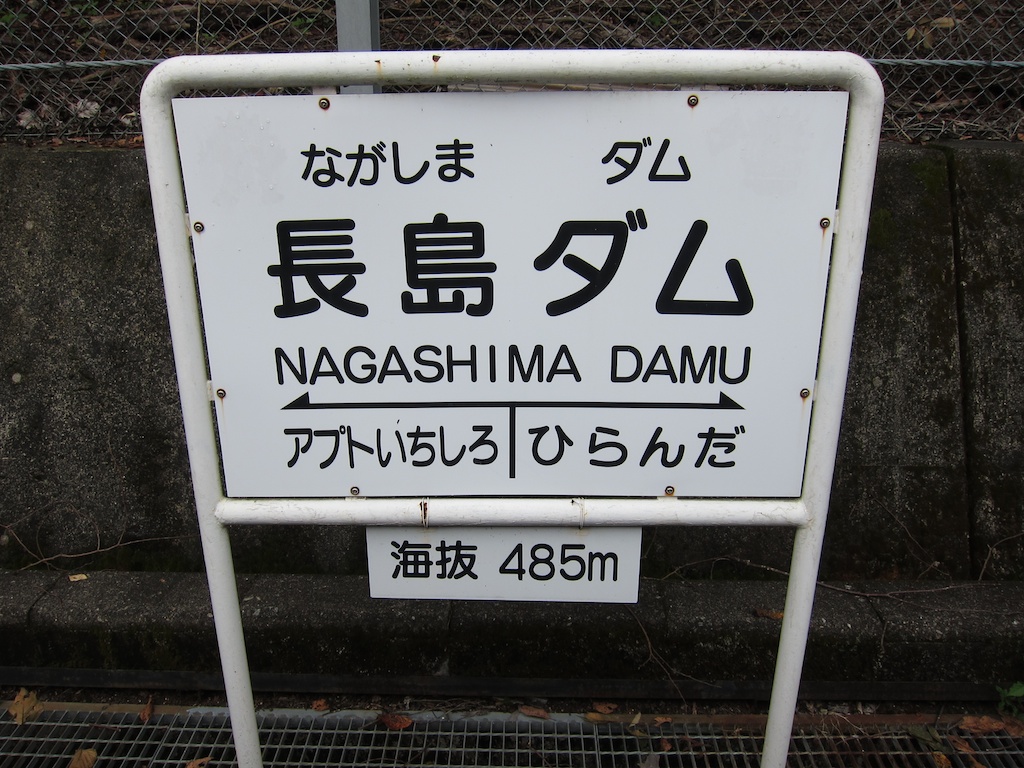 ながしま ダム
長島ダム
NAGASHIMA DAMU
アプトいちしろ ひらんだ
海抜 485m